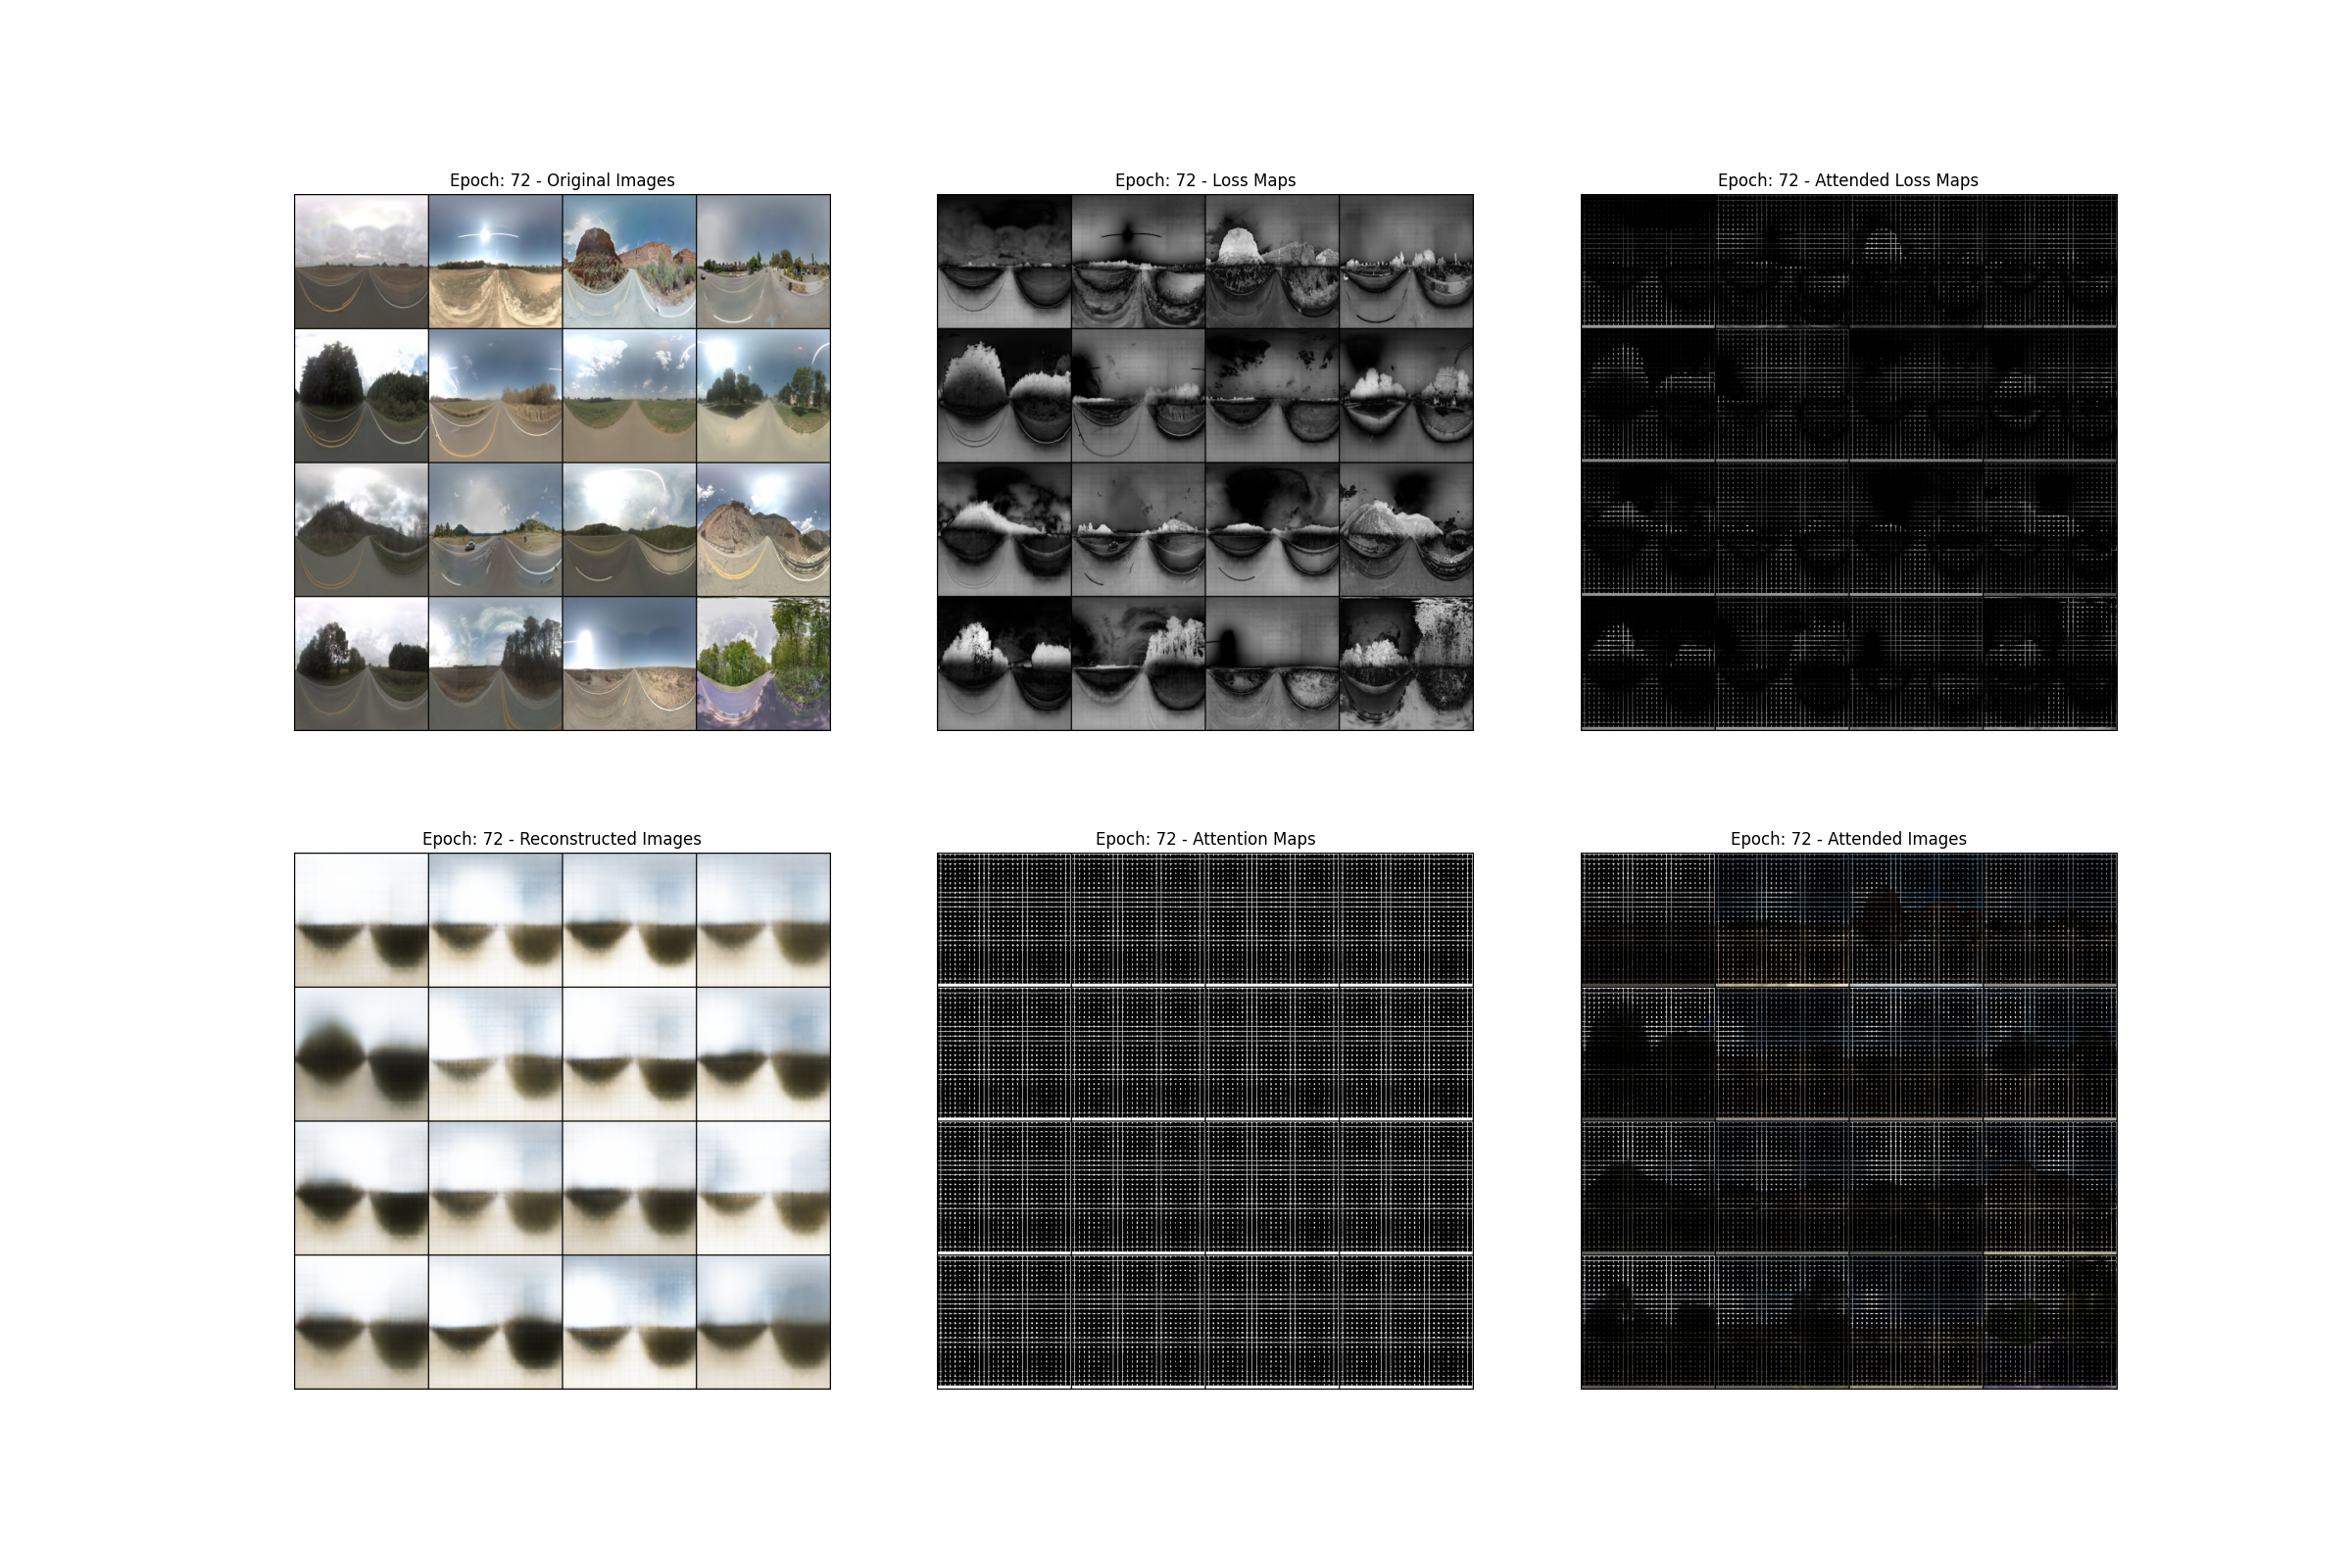 Epoch: 72 - Original Images
Epoch: 72 - Loss Maps
Epoch: 72 - Attended Loss Maps
Epoch: 72 - Reconstructed Images
Epoch: 72 - Attention Maps
Epoch: 72 - Attended Images